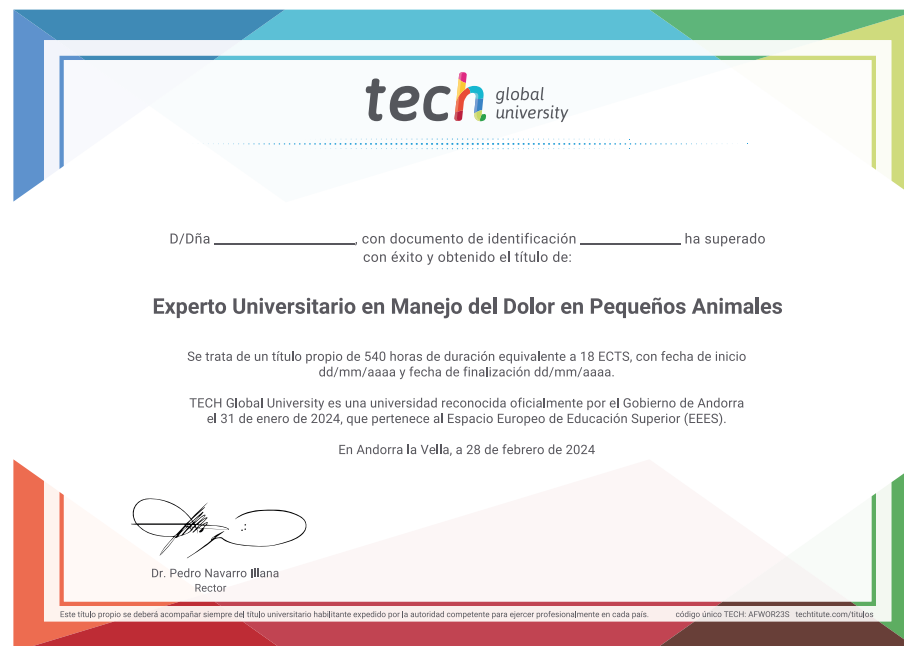 tech global university
D/Dña ______________, con documento de identificación ______________ ha superado
con éxito y obtenido el título de:
Experto Universitario en Manejo del Dolor en Pequeños Animales
Se trata de un título propio de 540 horas de duración equivalente a 18 ECTS, con fecha de inicio
dd/mm/aaaa y fecha de finalización dd/mm/aaaa.
TECH Global University es una universidad reconocida oficialmente por el Gobierno de Andorra
el 31 de enero de 2024, que pertenece al Espacio Europeo de Educación Superior (EEES).
En Andorra la Vella, a 28 de febrero de 2024
Dr. Pedro Navarro Illana
Rector
Este título propio se deberá acompañar siempre del título universitario habilitante expedido por la autoridad competente para ejercer profesionalmente en cada país. código único TECH: AFWOR23S techtitute.com/titulos